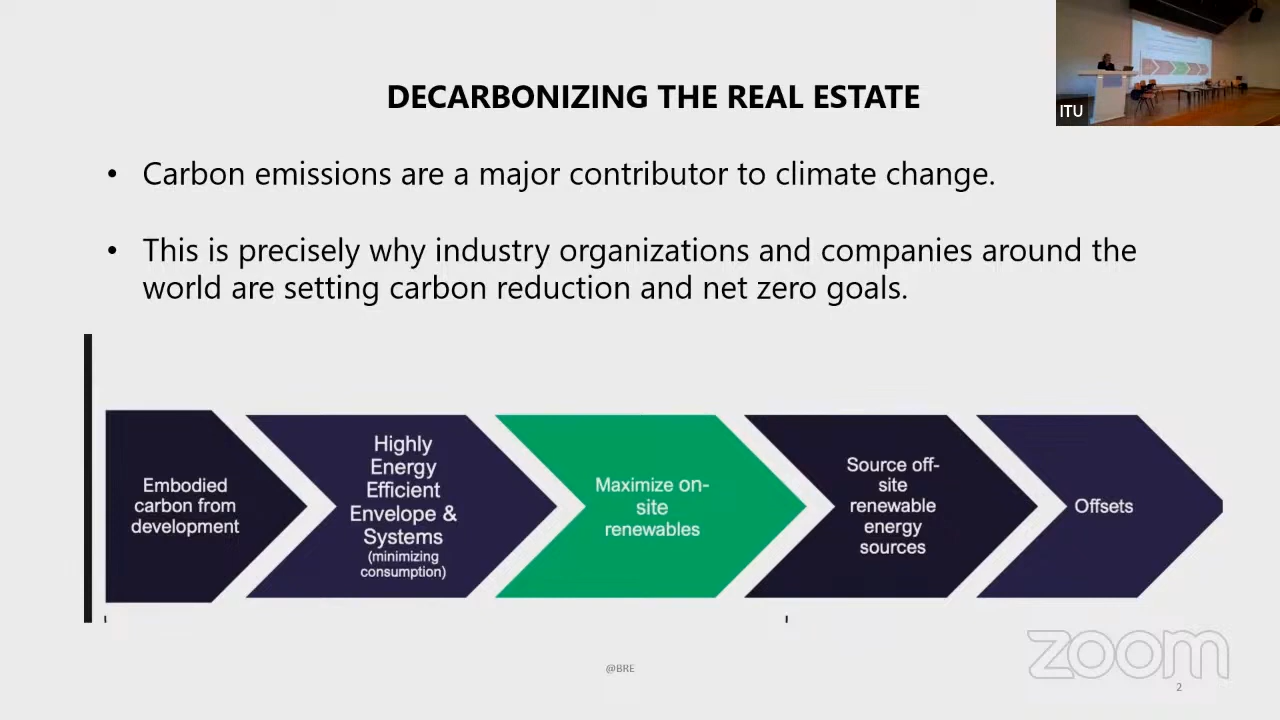 DECARBONIZING THE REAL ESTATE
ITU
• Carbon emissions are a major contributor to climate change.
• This is precisely why industry organizations and companies around the
world are setting carbon reduction and net zero goals.
Embodied
carbon from
development
Highly
Energy
Efficient
Envelope &
Systems
(minimizing
consumption)
Maximize on-
site
renewables
Source off-
site
renewable
energy
sources
Offsets
@BRE
zoom
2